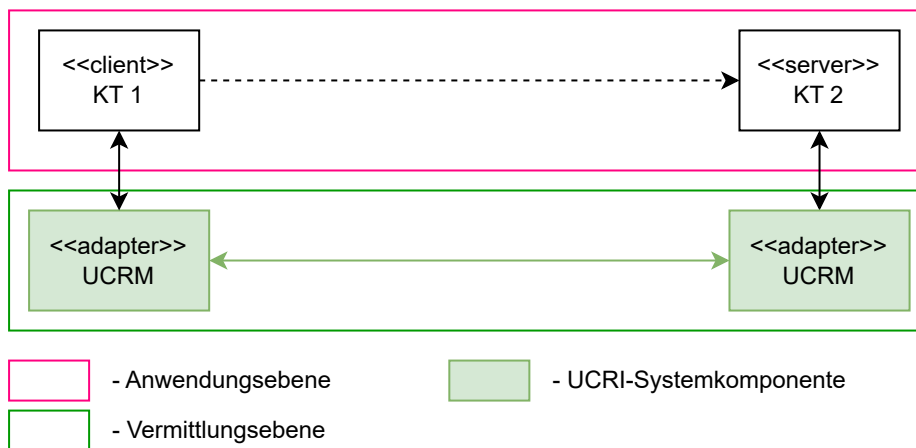 <<client>>
KT 1
<<server>>
KT 2
<<adapter>>
UCRM
<<adapter>>
UCRM
- Anwendungsebene
- UCRI-Systemkomponente
- Vermittlungsebene